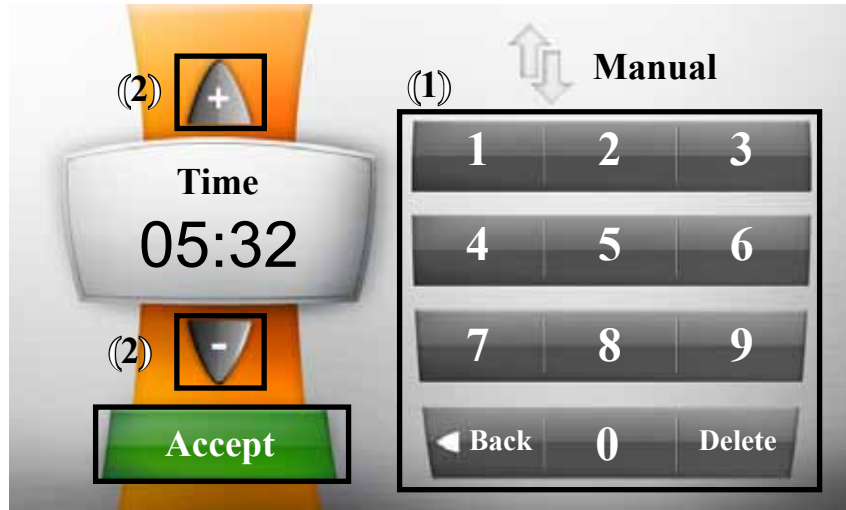 (2)
+
Time
05:32
(2)
-
Accept
Manual
(1)
1 2 3
4 5 6
7 8 9
Back 0 Delete